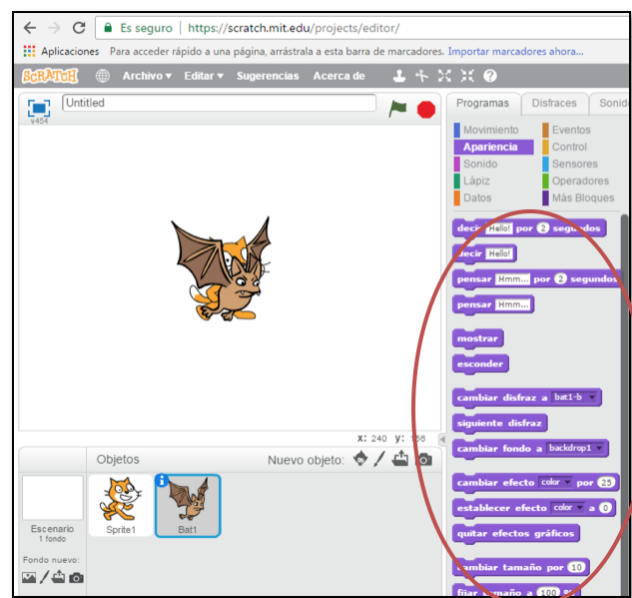 Es seguro | https://scratch.mit.edu/projects/editor/
Aplicaciones Para acceder rápido a una página, arrástrala a esta barra de marcadores. Importar marcadores ahora...
SCRATCH Archivo Editar Sugerencias Acerca de
Untitled
v454
Programas Disfraces Sonid
Movimiento Eventos
Apariencia Control
Sonido Sensores
Lápiz Operadores
Datos Más Bloques
decir Hello! por 2 segundos
decir Hello!
pensar Hmm... por 2 segundos
pensar Hmm...
mostrar
esconder
cambiar disfraz a bat1-b
siguiente disfraz
cambiar fondo a backdrop1
cambiar efecto color por 25
establecer efecto color a 0
quitar efectos gráficos
cambiar tamaño por 10
fijar tamaño a 100 %
x: 240 y:
Objetos Nuevo objeto:
Escenario
1 fondo
Sprite1 Bat1
Fondo nuevo: